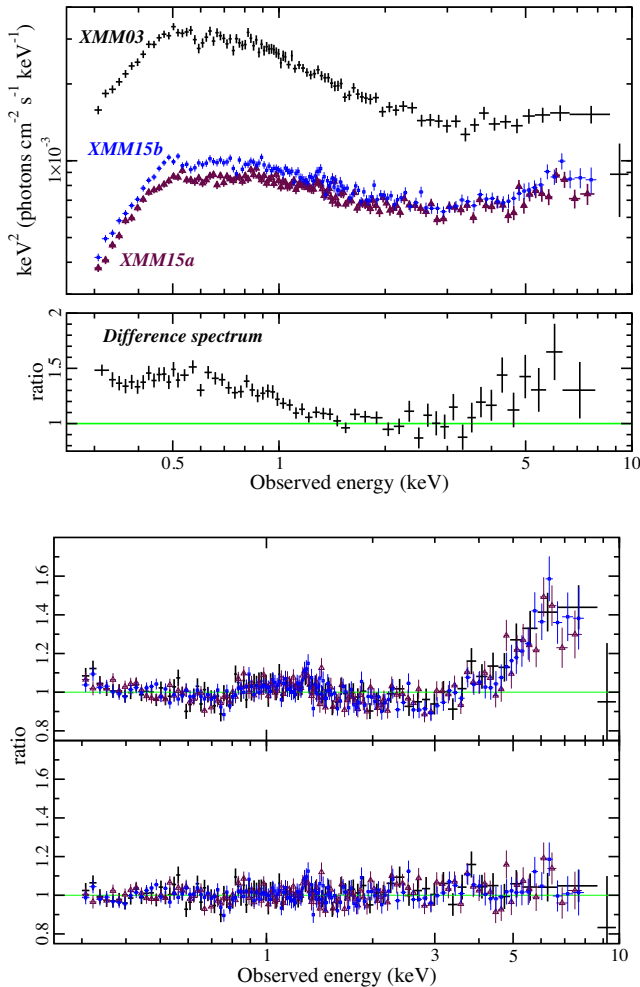 XMM03
XMM15b
XMM15a
keV² (photons cm⁻² s⁻¹ keV⁻¹)
1×10⁻³
Difference spectrum
ratio
2
1.5
1
0.5 1 5 10
Observed energy (keV)
ratio
1.6
1.4
1.2
1
0.8
1.6
1.4
1.2
1
0.8
1 3 5 10
Observed energy (keV)